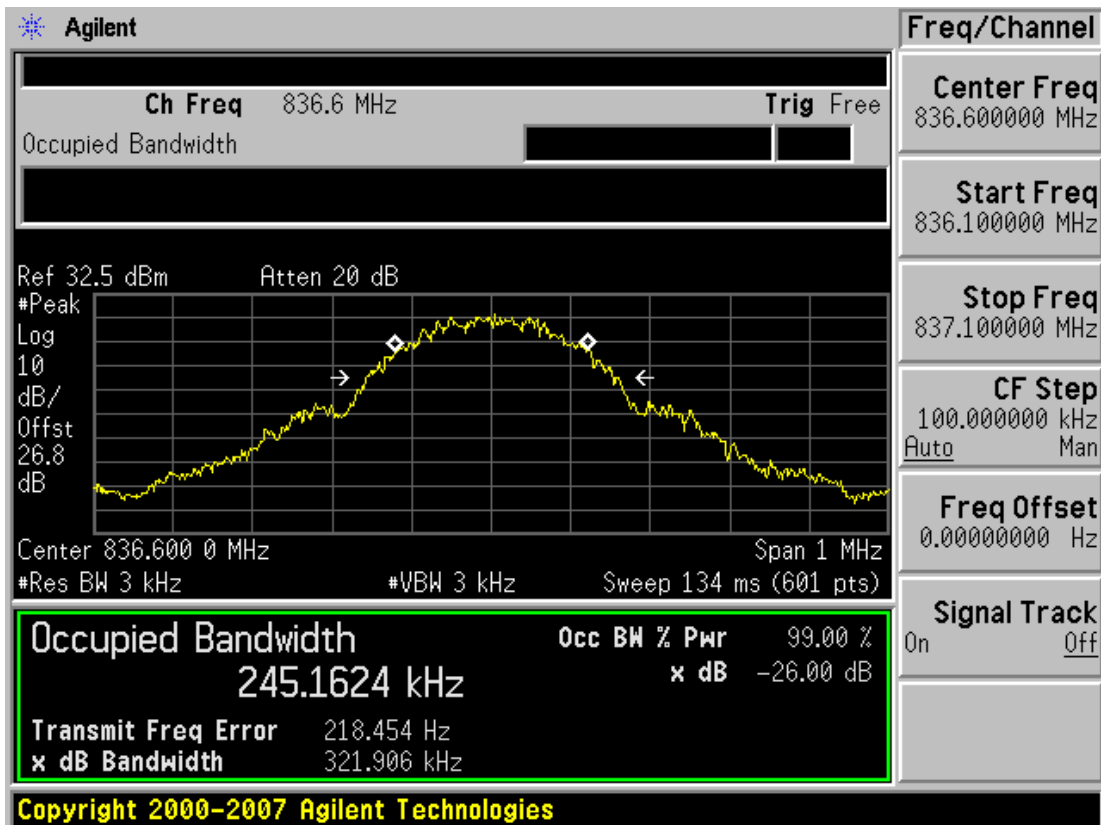 Agilent
Freq/Channel
Ch Freq 836.6 MHz Trig Free
Occupied Bandwidth
Center Freq
836.600000 MHz
Start Freq
836.100000 MHz
Stop Freq
837.100000 MHz
CF Step
100.000000 kHz
Auto Man
Freq Offset
0.00000000 Hz
Signal Track
On Off
Ref 32.5 dBm Atten 20 dB
#Peak
Log
10
dB/
Offst
26.8
dB
Center 836.600 0 MHz Span 1 MHz
#Res BW 3 kHz #VBW 3 kHz Sweep 134 ms (601 pts)
Occupied Bandwidth Occ BW % Pwr 99.00 %
245.1624 kHz x dB -26.00 dB
Transmit Freq Error 218.454 Hz
x dB Bandwidth 321.906 kHz
Copyright 2000-2007 Agilent Technologies